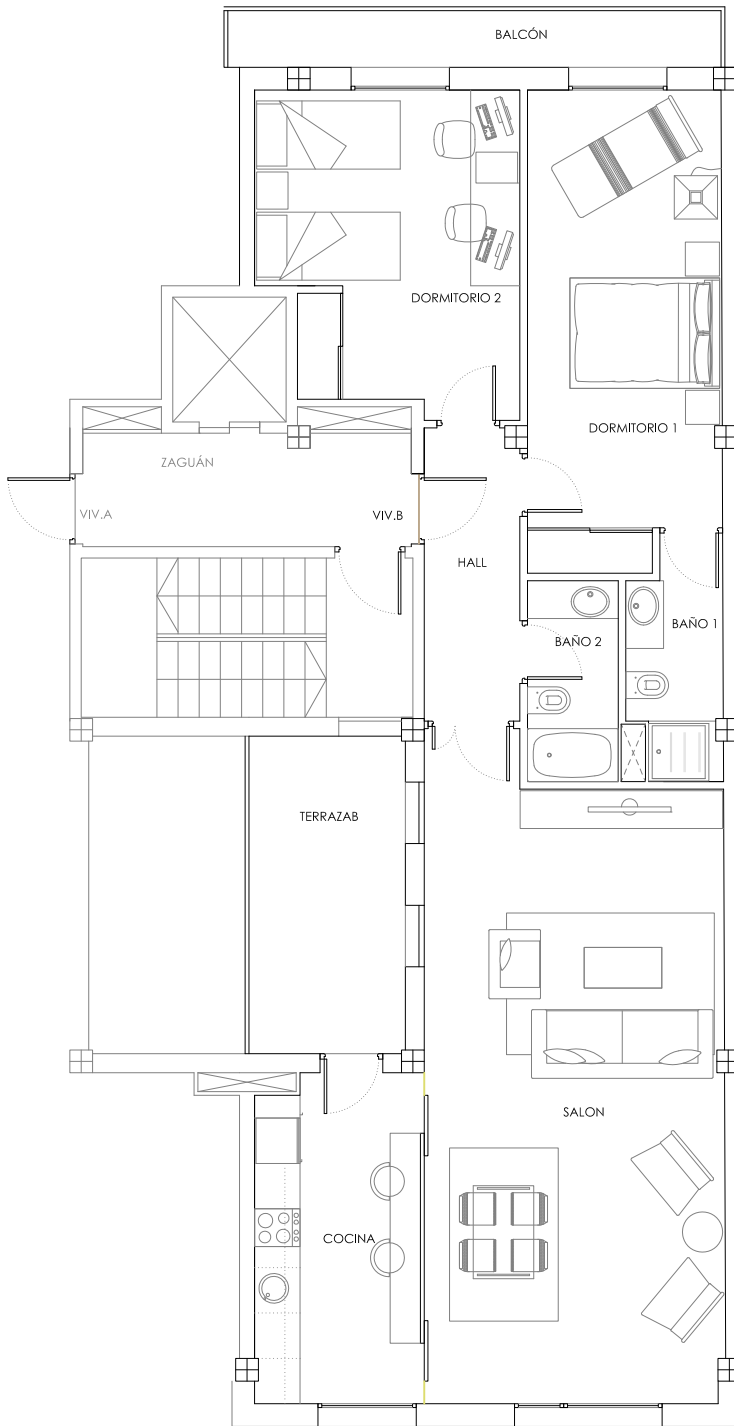 BALCÓN
DORMITORIO 2
DORMITORIO 1
ZAGUÁN
VIV.A
VIV.B
HALL
BAÑO 2
BAÑO 1
TERRAZAB
SALON
COCINA